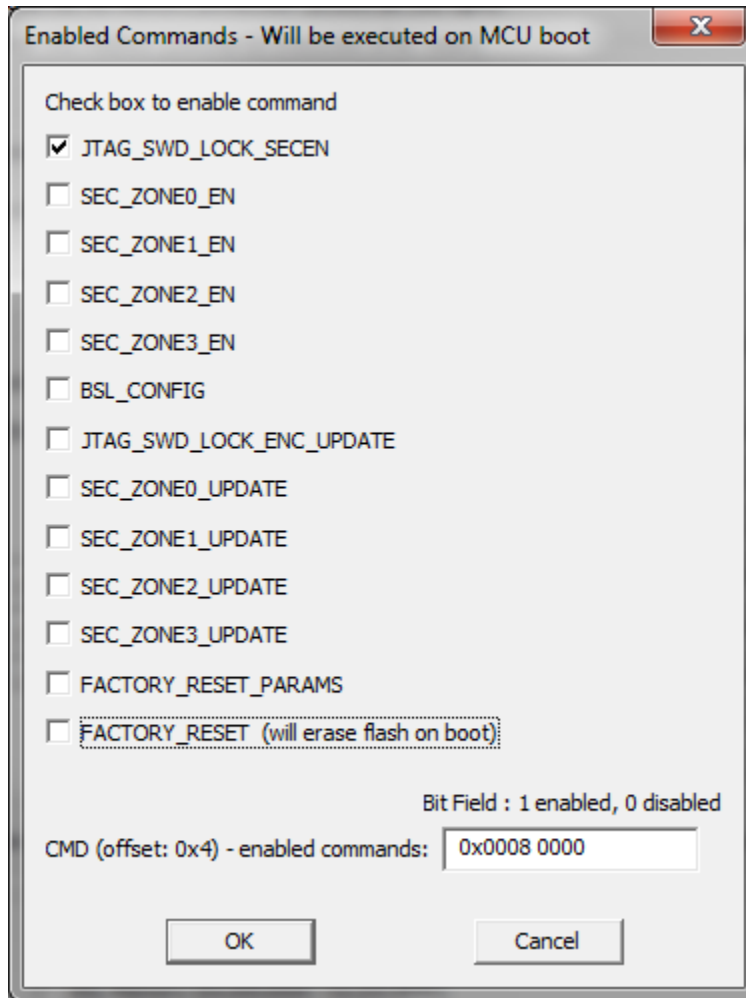 Enabled Commands - Will be executed on MCU boot
Check box to enable command
JTAG_SWD_LOCK_SECEN
SEC_ZONE0_EN
SEC_ZONE1_EN
SEC_ZONE2_EN
SEC_ZONE3_EN
BSL_CONFIG
JTAG_SWD_LOCK_ENC_UPDATE
SEC_ZONE0_UPDATE
SEC_ZONE1_UPDATE
SEC_ZONE2_UPDATE
SEC_ZONE3_UPDATE
FACTORY_RESET_PARAMS
FACTORY_RESET (will erase flash on boot)
Bit Field : 1 enabled, 0 disabled
CMD (offset: 0x4) - enabled commands: 0x0008 0000
OK Cancel